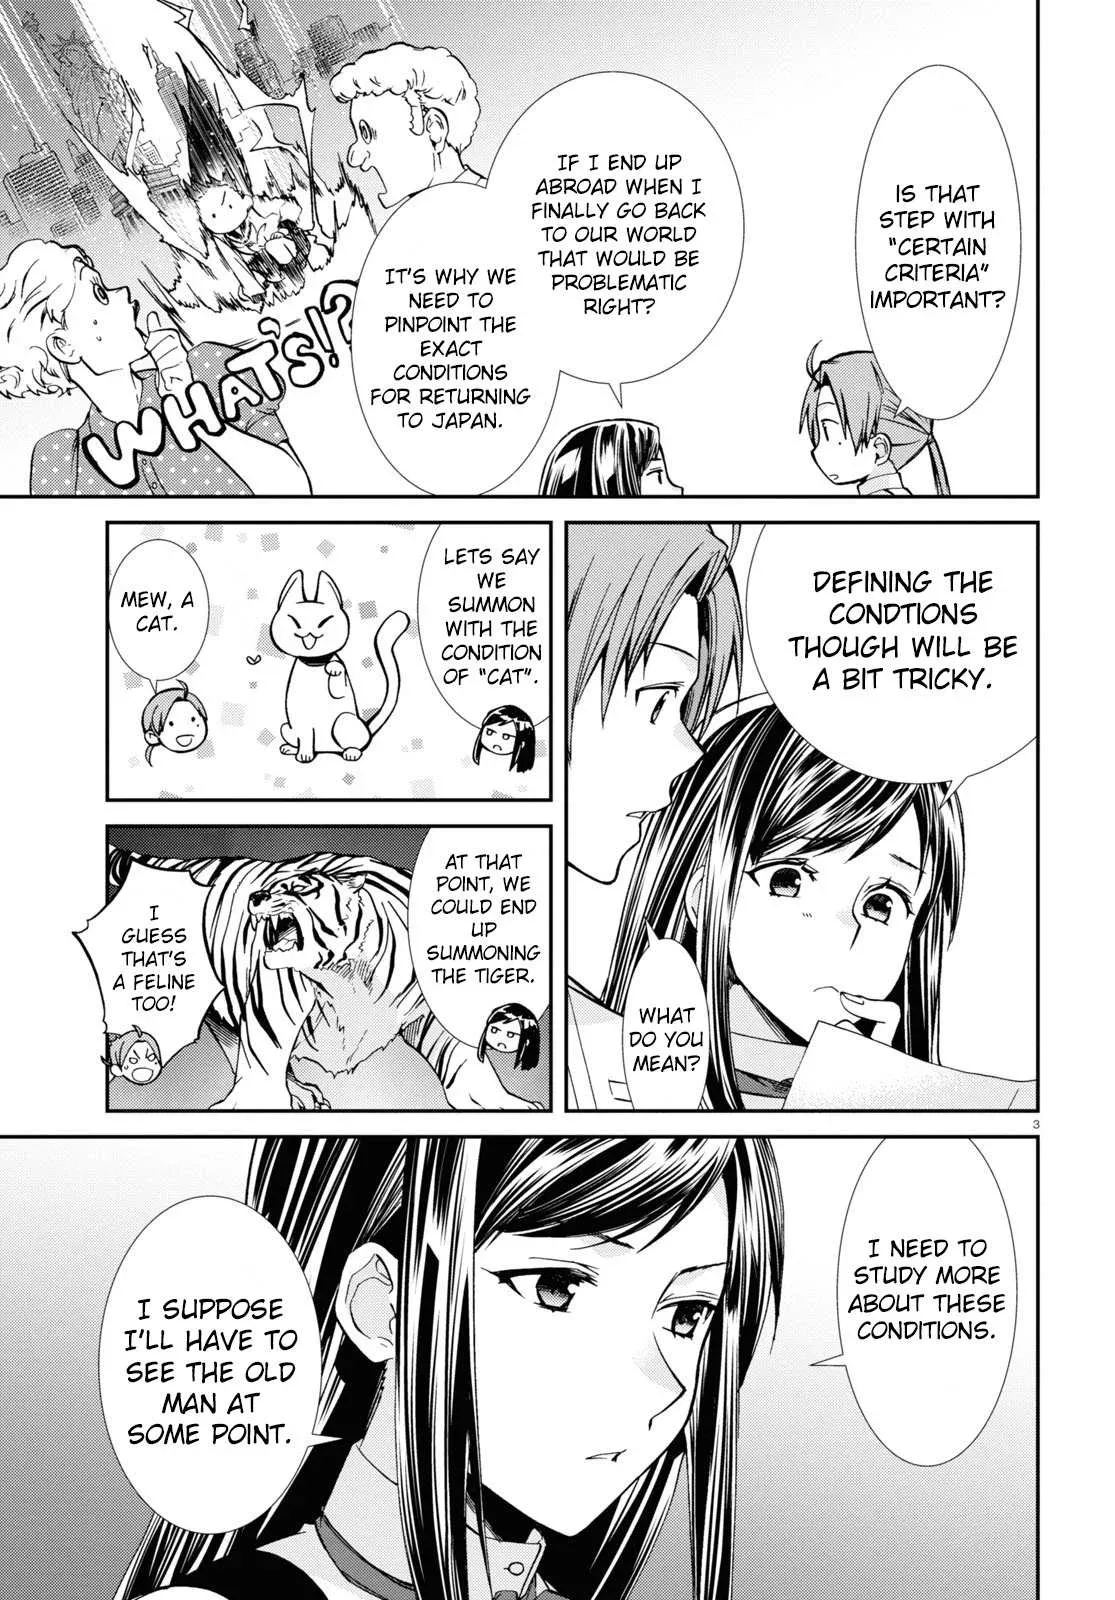 IS THAT
STEP WITH
"CERTAIN
CRITERIA"
IMPORTANT?
IF I END UP
ABROAD WHEN I
FINALLY GO BACK
TO OUR WORLD
THAT WOULD BE
PROBLEMATIC
RIGHT?
IT'S WHY WE
NEED TO
PINPOINT THE
EXACT
CONDITIONS
FOR RETURNING
TO JAPAN.
WHAT'S!?
DEFINING THE
CONDTIONS
THOUGH WILL BE
A BIT TRICKY.
WHAT
DO YOU
MEAN?
LETS SAY
WE
SUMMON
WITH THE
CONDITION
OF "CAT".
MEW, A
CAT.
AT THAT
POINT, WE
COULD END
UP
SUMMONING
THE TIGER.
I
GUESS
THAT'S
A FELINE
TOO!
3
I NEED TO
STUDY MORE
ABOUT THESE
CONDITIONS.
I SUPPOSE
I'LL HAVE TO
SEE THE OLD
MAN AT
SOME POINT.